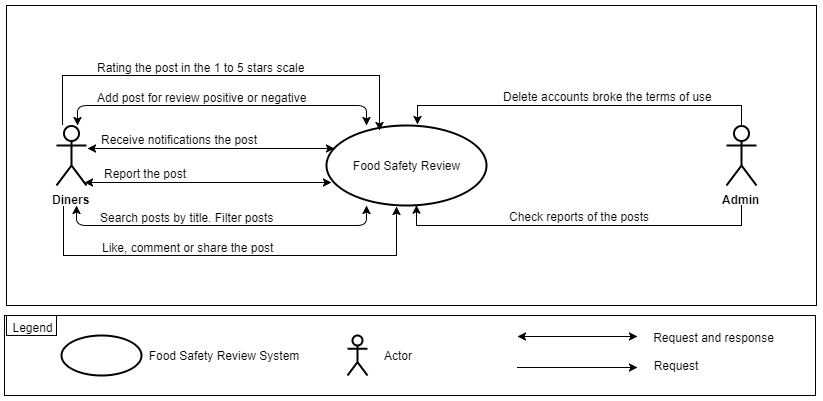 Rating the post in the 1 to 5 stars scale
Add post for review positive or negative
Delete accounts broke the terms of use
Receive notifications the post
Food Safety Review
Report the post
Diners
Admin
Search posts by title. Filter posts
Check reports of the posts
Like, comment or share the post
Legend
Food Safety Review System
Actor
Request and response
Request